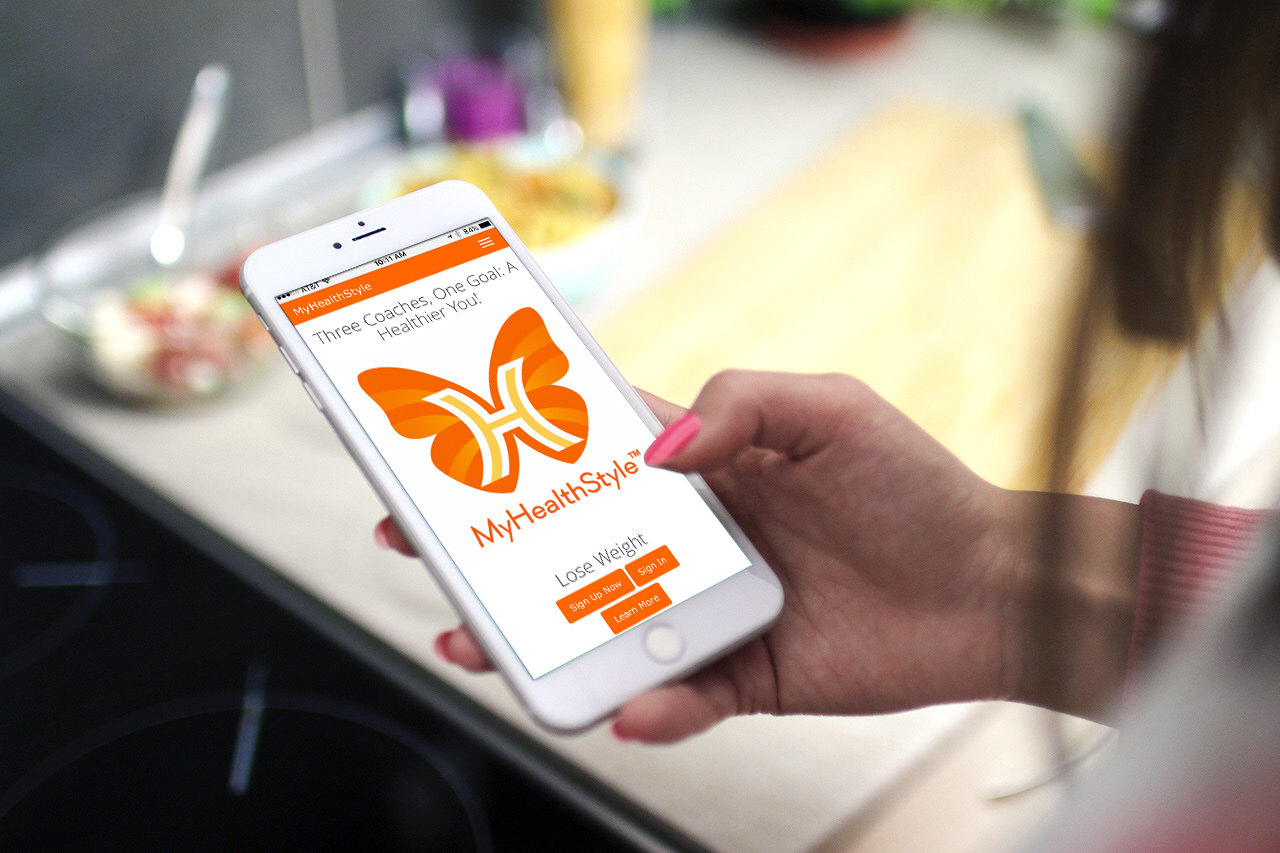 AT&T
10:11 AM
84%
MyHealthStyle
Three Coaches, One Goal: A
Healthier You!
H
MyHealthStyle™
Lose Weight
Sign Up Now
Sign In
Learn More